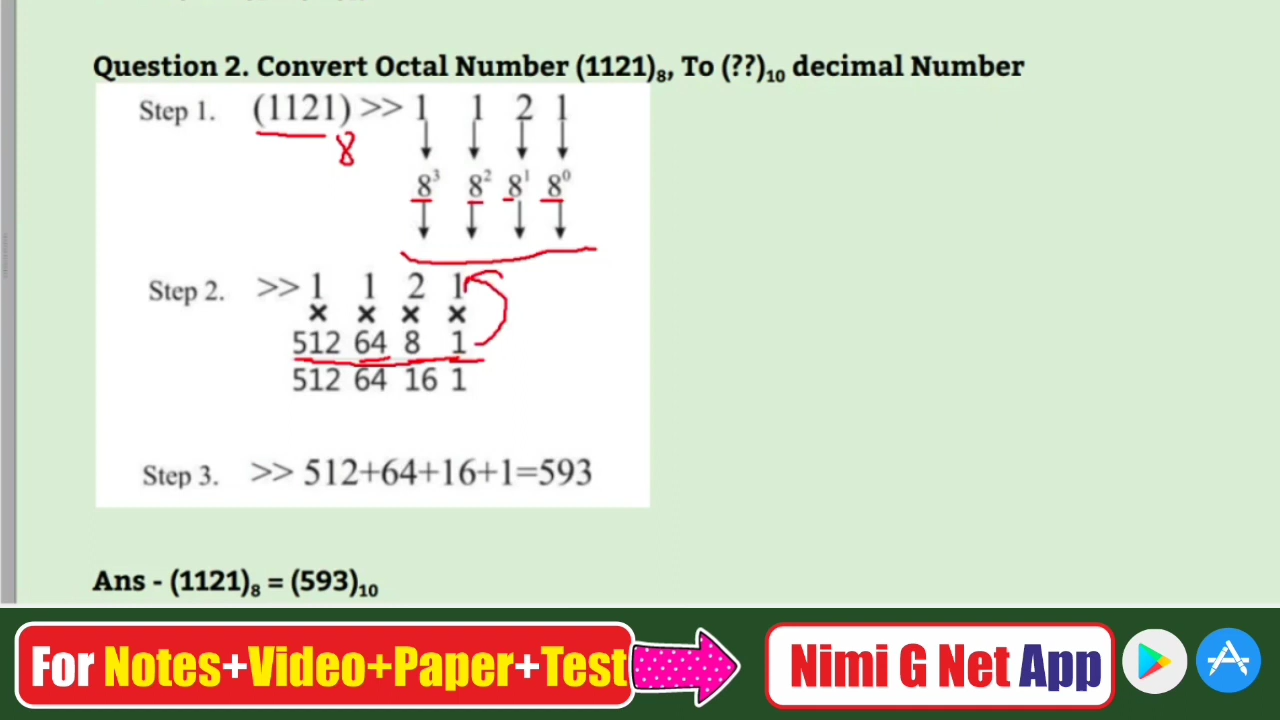 Question 2. Convert Octal Number (1121)₈, To (??)₁₀ decimal Number
Step 1. (1121) >> 1 1 2 1
8
8³ 8² 8¹ 8⁰
Step 2. >> 1 1 2 1
× × × ×
512 64 8 1
512 64 16 1
Step 3. >> 512+64+16+1=593
Ans - (1121)₈ = (593)₁₀
For Notes+Video+Paper+Test
Nimi G Net App